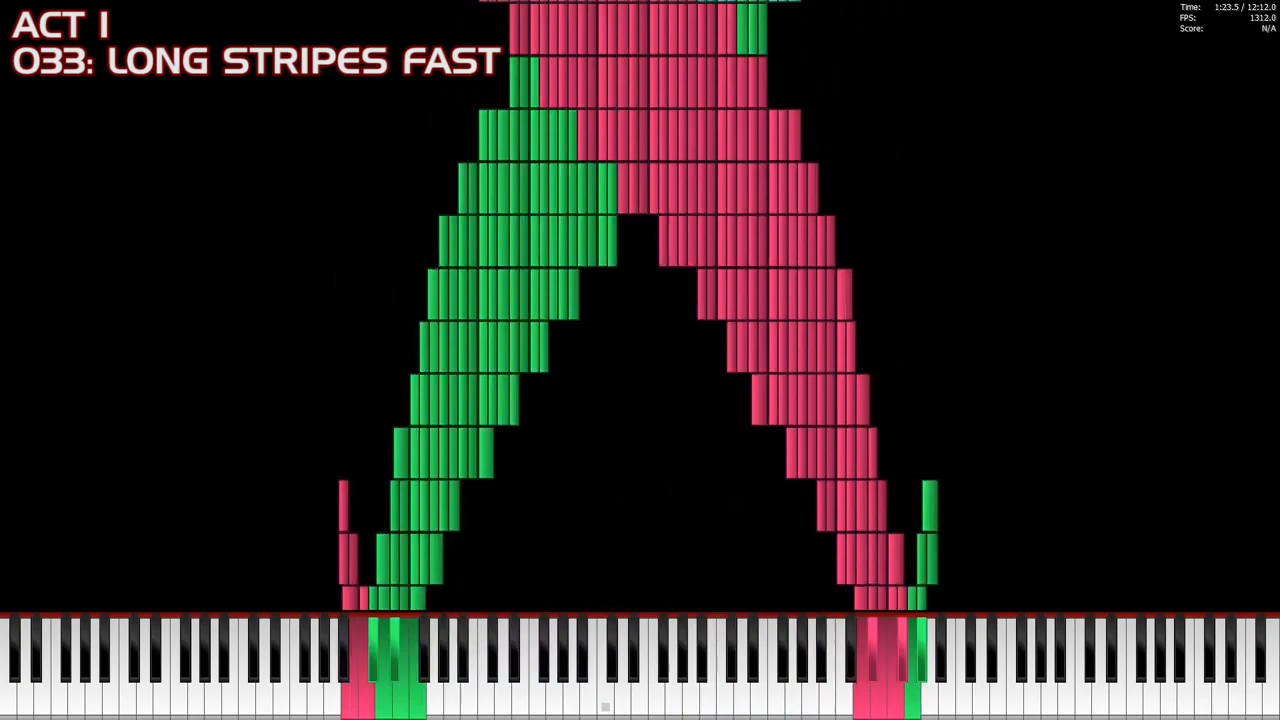 ACT I
033: LONG STRIPES FAST
Time: 1:23.5 / 12:12.0
FPS: 1312.0
Score: N/A